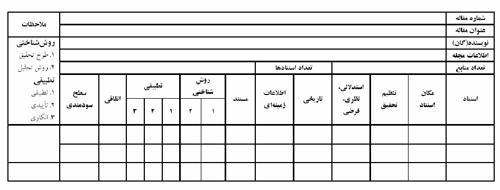 شماره مقاله
عنوان مقاله
نویسنده(گان)
اطلاعات مجله
تعداد منابع
تعداد استنادها
استناد
مکان استناد
تنظیم تحقیق
استدلالی، نظری، فرضی
تاریخی
اطلاعات زمینه‌ای
مستند
روش شناختی
۱ ۲
تطبیقی
۱ ۲ ۳
اتفاقی
سطح سودمندی
ملاحظات
روش‌شناختی
۱. طرح تحقیق
۲. روش تحلیل
تطبیقی
۱. تطبیقی
۲. تأییدی
۳. انکاری